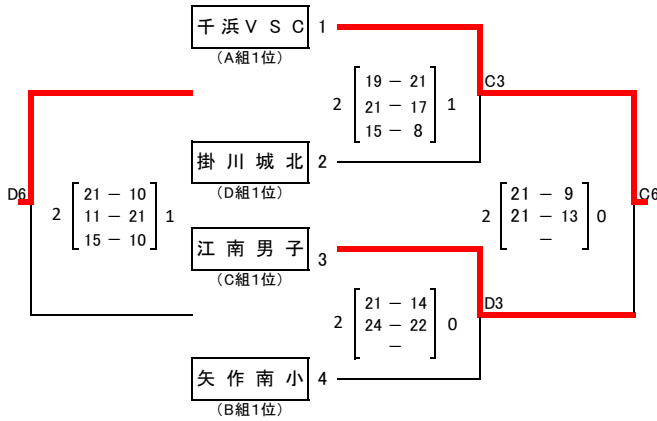 千浜VSC 1
(A組1位)
C3
2 19 － 21 1
21 － 17
15 － 8
掛川城北 2
(D組1位)
D6
2 21 － 10 1
11 － 21
15 － 10
C6
2 21 － 9 0
21 － 13
－
江南男子 3
(C組1位)
D3
2 21 － 14 0
24 － 22
－
矢作南小 4
(B組1位)